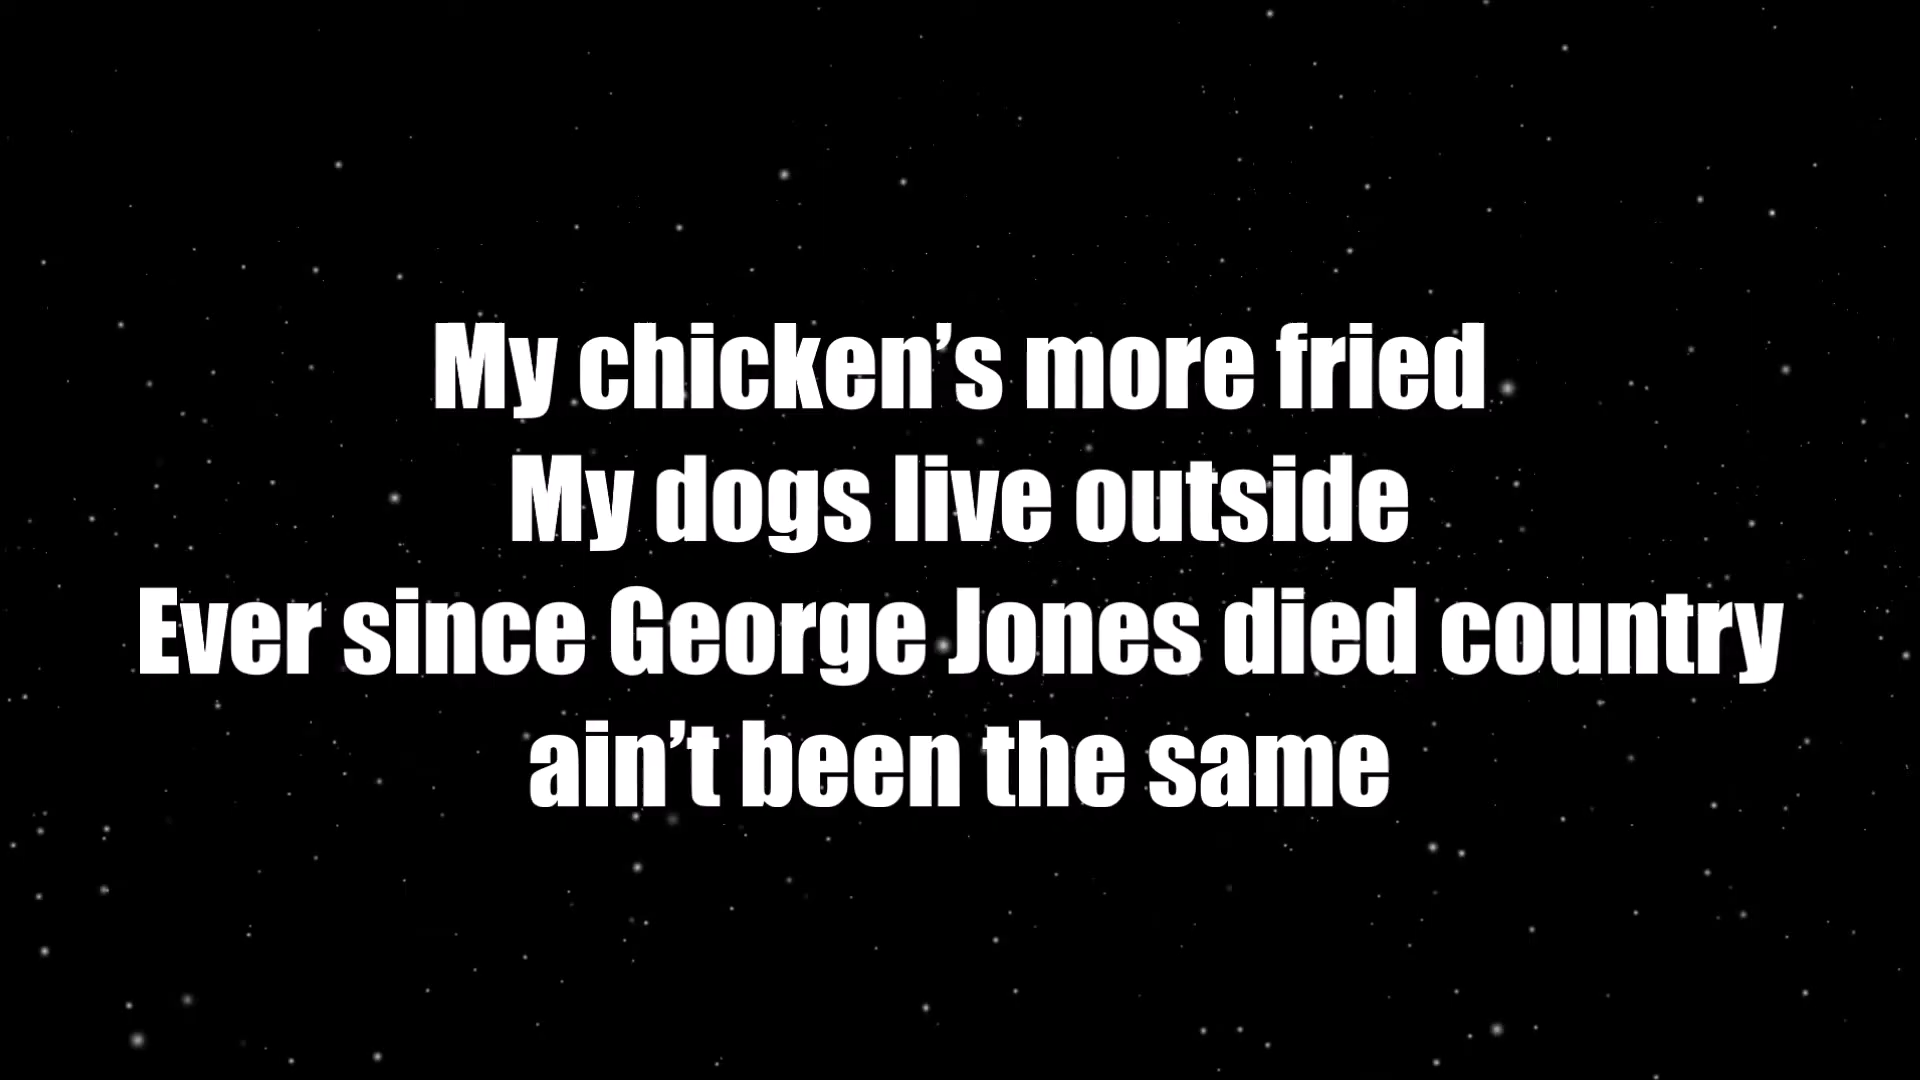 My chicken’s more fried
My dogs live outside
Ever since George Jones died country
ain’t been the same